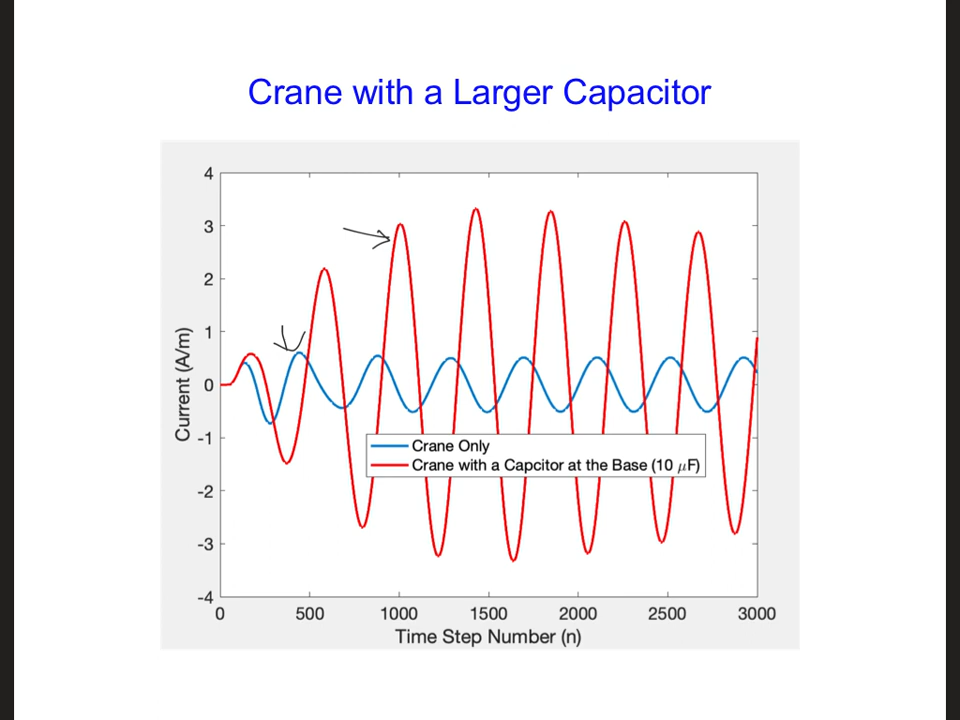 Crane with a Larger Capacitor
4
3
2
1
0
-1
-2
-3
-4
Current (A/m)
Crane Only
Crane with a Capcitor at the Base (10 μF)
0 500 1000 1500 2000 2500 3000
Time Step Number (n)